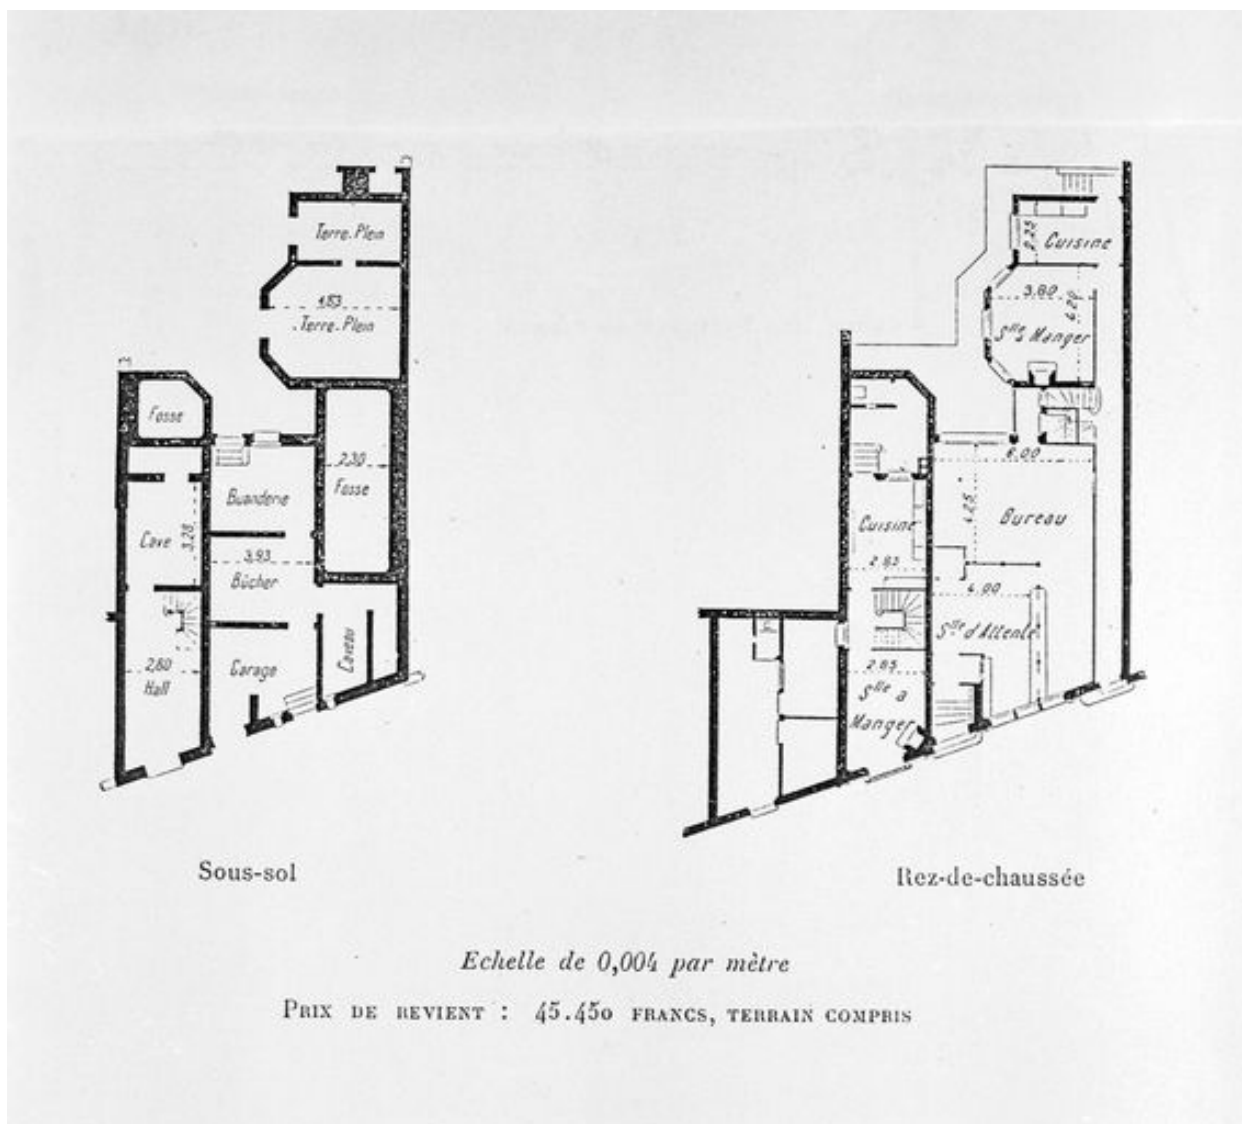 Terre-Plein
4,83
Terre-Plein
Fosse
2,30
Fosse
Buanderie
Cave
3,28
3,93
Bûcher
Caveau
Garage
2,80
Hall
Sous-sol
2,25
Cuisine
3.80
4.20
Slle à Manger
6.00
4.25
Bureau
Cuisine
2.85
4.00
Slle d'Attente
2.85
Slle a
Manger
Rez-de-chaussée
Echelle de 0,004 par mètre
PRIX DE REVIENT : 45.450 FRANCS, TERRAIN COMPRIS